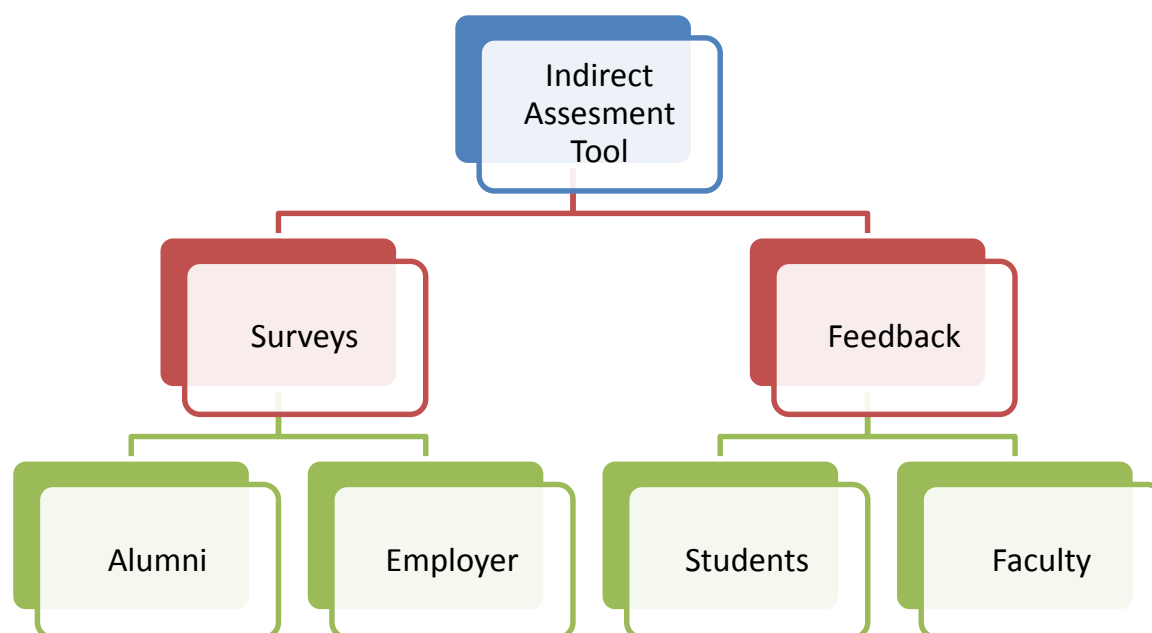 Indirect
Assesment
Tool
Surveys
Feedback
Alumni
Employer
Students
Faculty